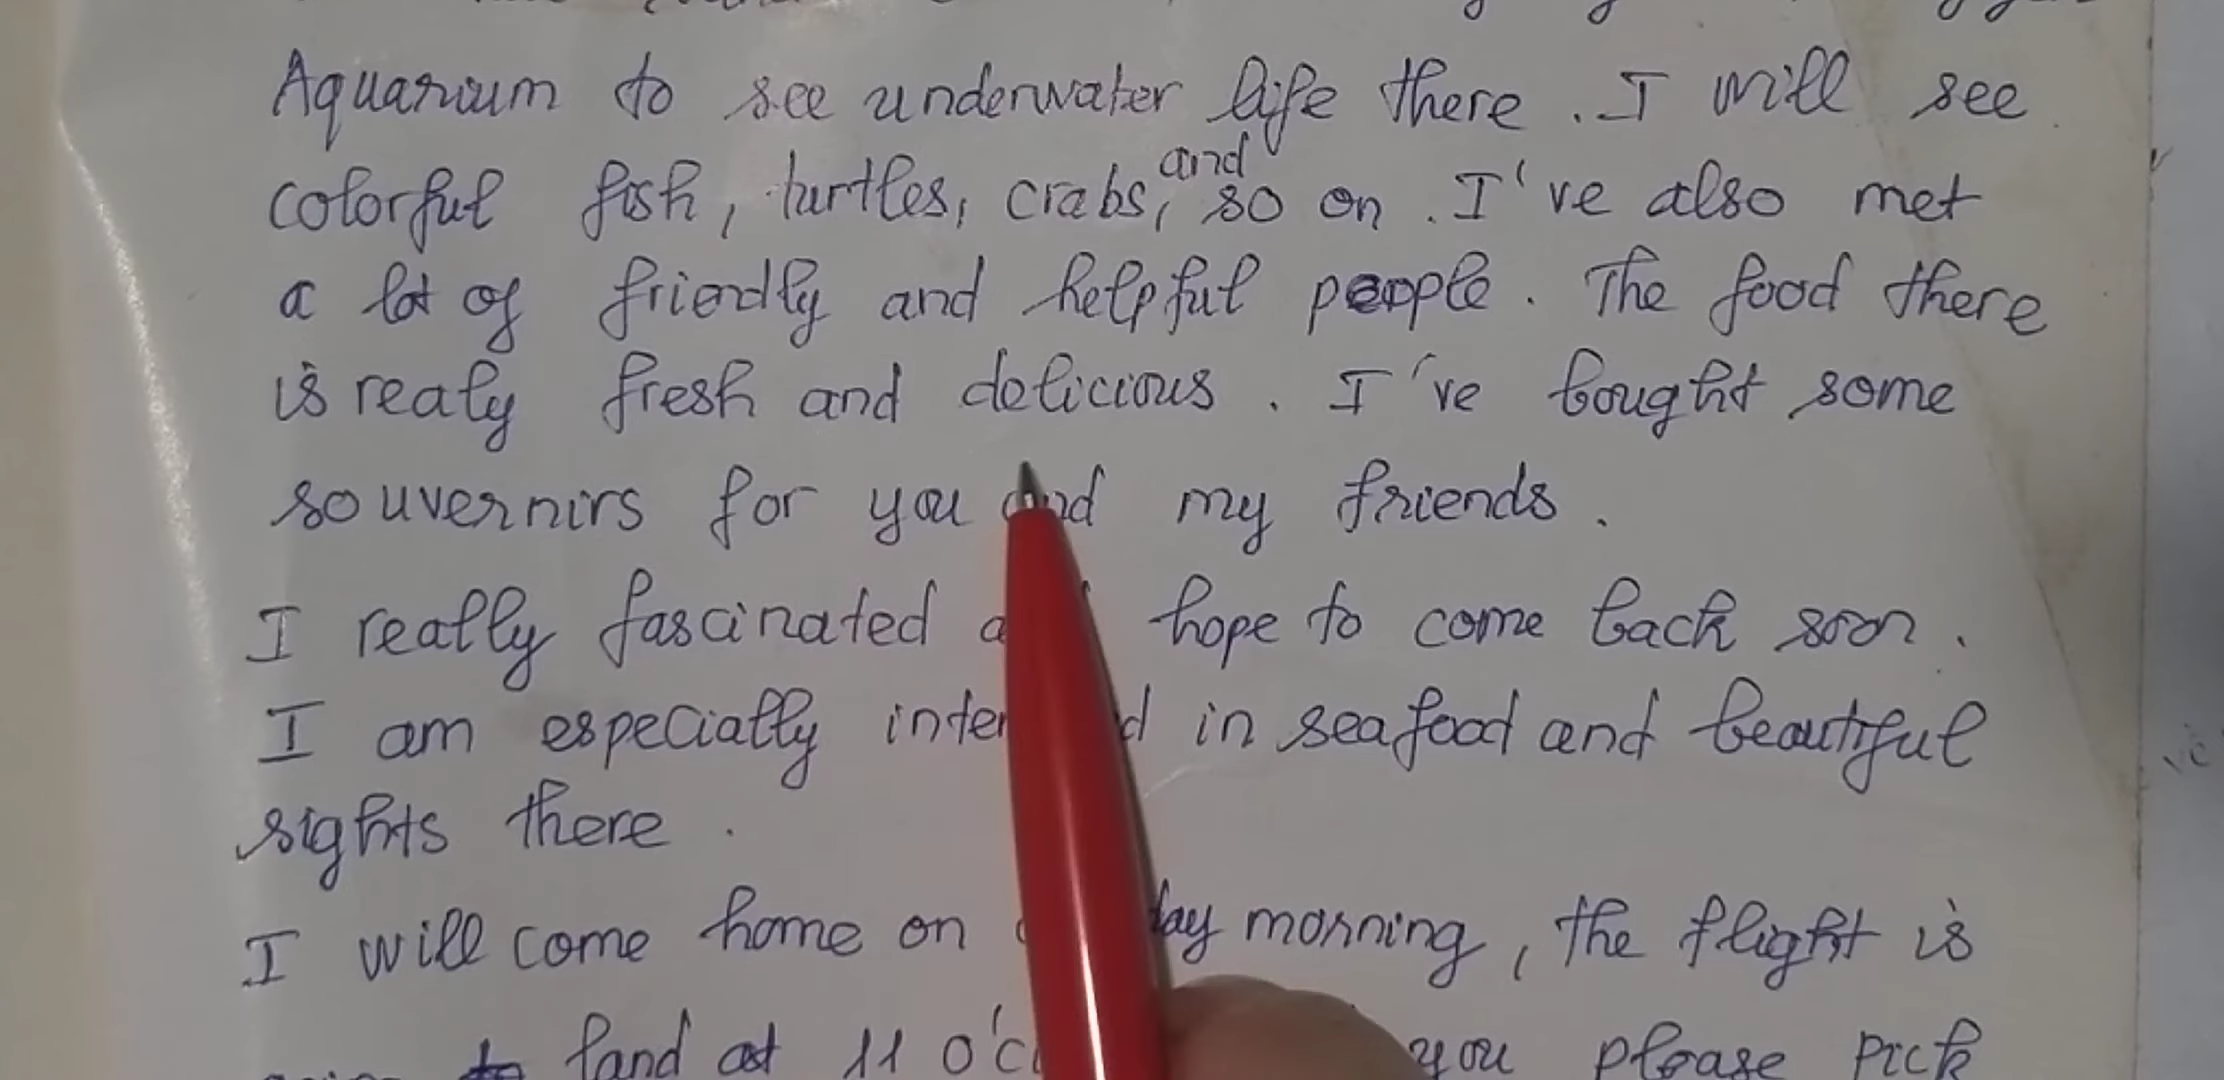 Aquarium to see underwater life there. I will see
colorful fish, turtles, crabs, and so on. I've also met
a lot of friendly and helpful people. The food there
is realy fresh and delicious. I've bought some
souvernirs for you and my friends.
I really fascinated hope to come back soon.
I am especially in seafood and beautiful
sights there.
I will come home on morning, the flight is
to land at 11 you please pick